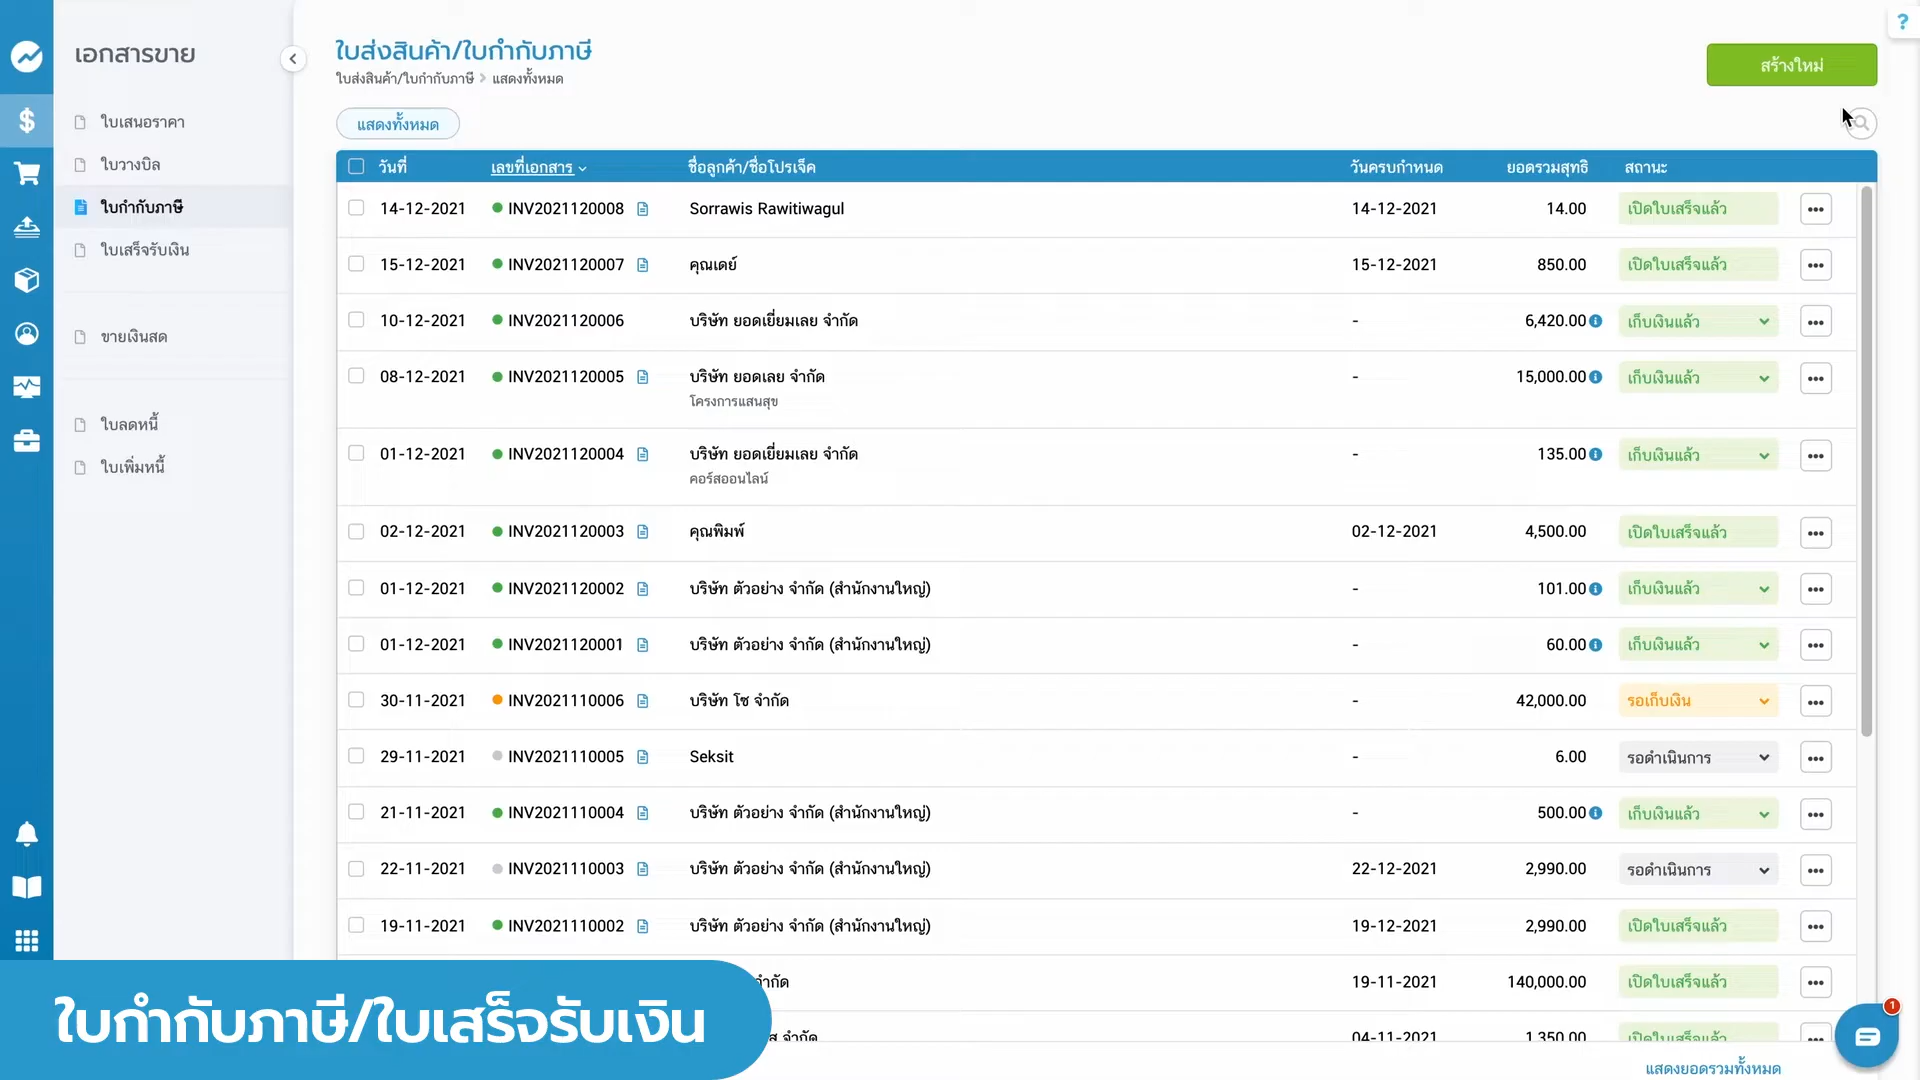 เอกสารขาย
ใบเสนอราคา
ใบวางบิล
ใบกำกับภาษี
ใบเสร็จรับเงิน
ขายเงินสด
ใบลดหนี้
ใบเพิ่มหนี้
ใบส่งสินค้า/ใบกำกับภาษี
ใบส่งสินค้า/ใบกำกับภาษี > แสดงทั้งหมด
สร้างใหม่
?
แสดงทั้งหมด
วันที่ เลขที่เอกสาร ชื่อลูกค้า/ชื่อโปรเจ็ค วันครบกำหนด ยอดรวมสุทธิ สถานะ
14-12-2021 INV2021120008 Sorrawis Rawitiwagul 14-12-2021 14.00 เปิดใบเสร็จแล้ว
15-12-2021 INV2021120007 คุณเดย์ 15-12-2021 850.00 เปิดใบเสร็จแล้ว
10-12-2021 INV2021120006 บริษัท ยอดเยี่ยมเลย จำกัด - 6,420.00 เก็บเงินแล้ว
08-12-2021 INV2021120005 บริษัท ยอดเลย จำกัด - 15,000.00 เก็บเงินแล้ว
โครงการแสนสุข
01-12-2021 INV2021120004 บริษัท ยอดเยี่ยมเลย จำกัด - 135.00 เก็บเงินแล้ว
คอร์สออนไลน์
02-12-2021 INV2021120003 คุณพิมพ์ 02-12-2021 4,500.00 เปิดใบเสร็จแล้ว
01-12-2021 INV2021120002 บริษัท ตัวอย่าง จำกัด (สำนักงานใหญ่) - 101.00 เก็บเงินแล้ว
01-12-2021 INV2021120001 บริษัท ตัวอย่าง จำกัด (สำนักงานใหญ่) - 60.00 เก็บเงินแล้ว
30-11-2021 INV2021110006 บริษัท โซ จำกัด - 42,000.00 รอเก็บเงิน
29-11-2021 INV2021110005 Seksit - 6.00 รอดำเนินการ
21-11-2021 INV2021110004 บริษัท ตัวอย่าง จำกัด (สำนักงานใหญ่) - 500.00 เก็บเงินแล้ว
22-11-2021 INV2021110003 บริษัท ตัวอย่าง จำกัด (สำนักงานใหญ่) 22-12-2021 2,990.00 รอดำเนินการ
19-11-2021 INV2021110002 บริษัท ตัวอย่าง จำกัด (สำนักงานใหญ่) 19-12-2021 2,990.00 เปิดใบเสร็จแล้ว
จำกัด 19-11-2021 140,000.00 เปิดใบเสร็จแล้ว
ส จำกัด 04-11-2021 1,350.00 เปิดใบเสร็จแล้ว
แสดงยอดรวมทั้งหมด
1
ใบกำกับภาษี/ใบเสร็จรับเงิน